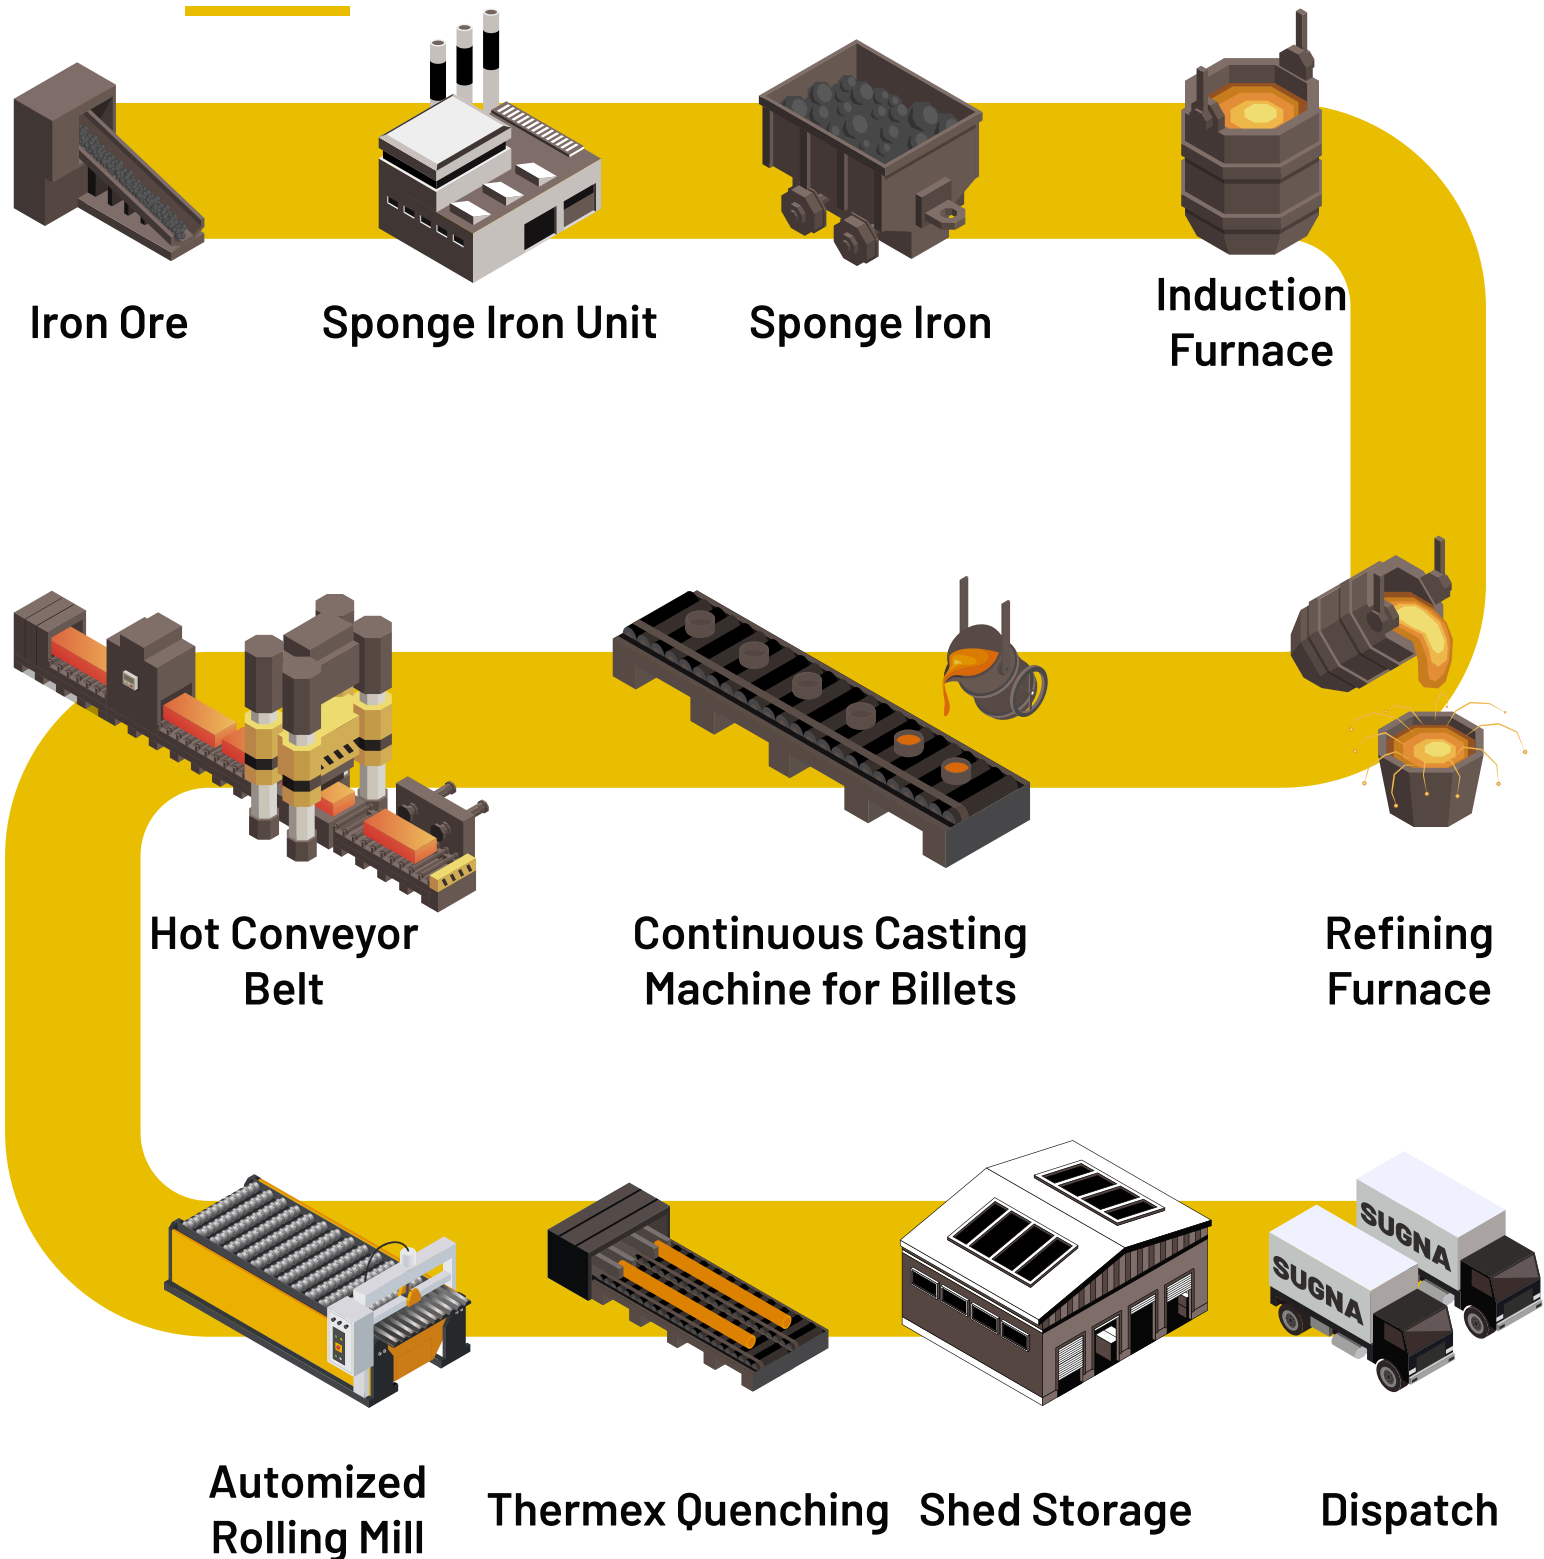 Iron Ore
Sponge Iron Unit
Sponge Iron
Induction
Furnace
Hot Conveyor
Belt
Continuous Casting
Machine for Billets
Refining
Furnace
SUGNA
SUGNA
Automized
Rolling Mill
Thermex Quenching
Shed Storage
Dispatch